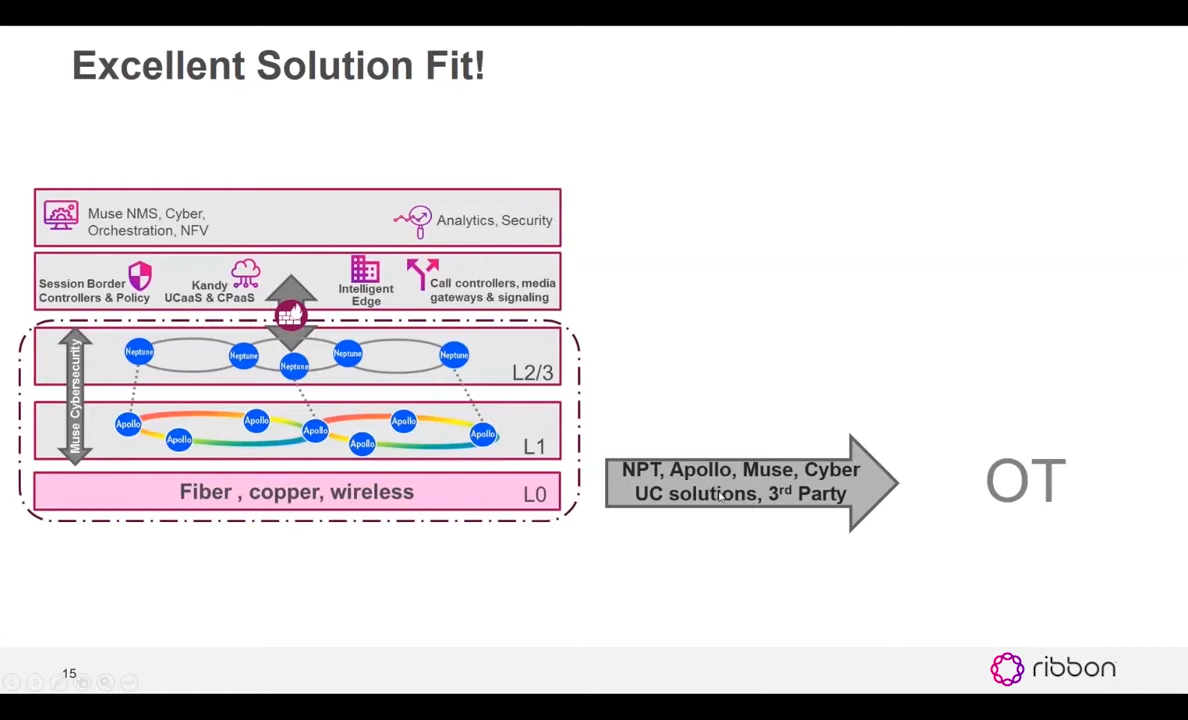 Excellent Solution Fit!
Muse NMS, Cyber,
Orchestration, NFV
Analytics, Security
Session Border
Controllers & Policy
Kandy
UCaaS & CPaaS
Intelligent
Edge
Call controllers, media
gateways & signaling
Muse Cybersecurity
Neptune
Neptune
Neptune
Neptune
Neptune
L2/3
Apollo
Apollo
Apollo
Apollo
Apollo
Apollo
Apollo
L1
Fiber , copper, wireless
L0
NPT, Apollo, Muse, Cyber
UC solutions, 3rd Party
OT
15
ribbon